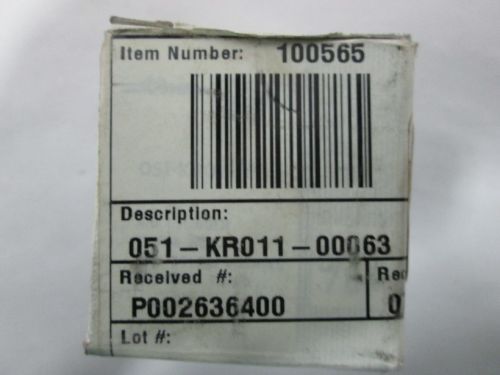 Item Number: 100565
Description:
051-KR011-00063
Received #:
P002636400
Lot #: